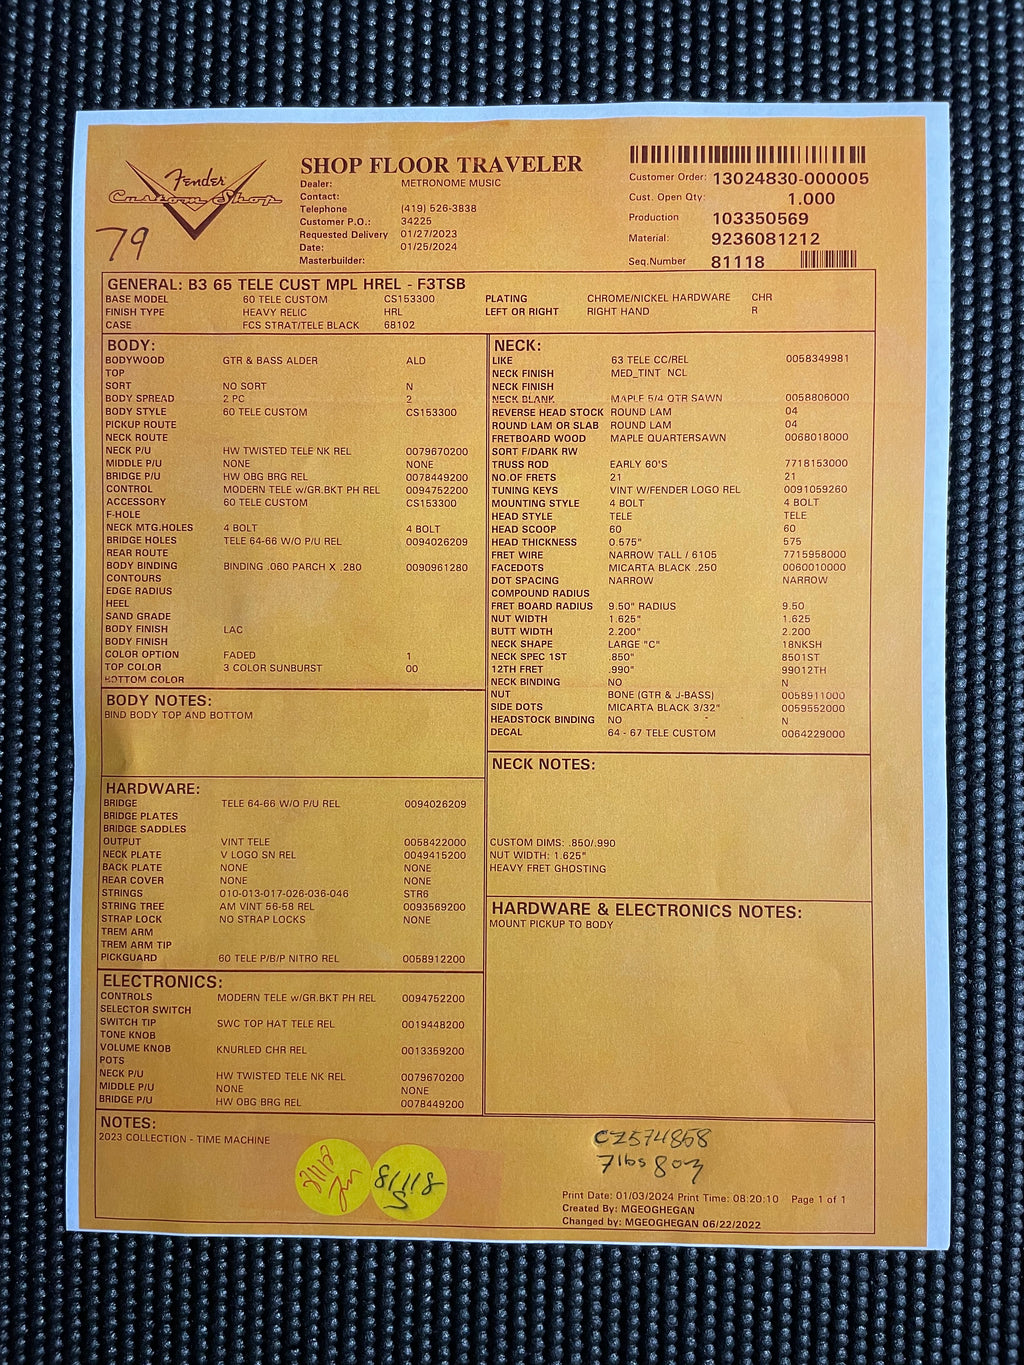 Fender
Custom Shop
79
SHOP FLOOR TRAVELER
Dealer: METRONOME MUSIC
Contact:
Telephone (419) 526-3838
Customer P.O.: 34225
Requested Delivery 01/27/2023
Date: 01/25/2024
Masterbuilder:
Customer Order: 13024830-000005
Cust. Open Qty: 1.000
Production 103350569
Material: 9236081212
Seq.Number 81118
GENERAL: B3 65 TELE CUST MPL HREL - F3TSB
BASE MODEL 60 TELE CUSTOM CS153300 PLATING CHROME/NICKEL HARDWARE CHR
FINISH TYPE HEAVY RELIC HRL LEFT OR RIGHT RIGHT HAND R
CASE FCS STRAT/TELE BLACK 68102
BODY:
BODYWOOD GTR & BASS ALDER ALD
TOP
SORT NO SORT N
BODY SPREAD 2 PC 2
BODY STYLE 60 TELE CUSTOM CS153300
PICKUP ROUTE
NECK ROUTE
NECK P/U HW TWISTED TELE NK REL 0079670200
MIDDLE P/U NONE NONE
BRIDGE P/U HW OBG BRG REL 0078449200
CONTROL MODERN TELE w/GR.BKT PH REL 0094752200
ACCESSORY 60 TELE CUSTOM CS153300
F-HOLE
NECK MTG.HOLES 4 BOLT 4 BOLT
BRIDGE HOLES TELE 64-66 W/O P/U REL 0094026209
REAR ROUTE
BODY BINDING BINDING .060 PARCH X .280 0090961280
CONTOURS
EDGE RADIUS
HEEL
SAND GRADE
BODY FINISH LAC
BODY FINISH
COLOR OPTION FADED 1
TOP COLOR 3 COLOR SUNBURST 00
BOTTOM COLOR
BODY NOTES:
BIND BODY TOP AND BOTTOM
HARDWARE:
BRIDGE TELE 64-66 W/O P/U REL 0094026209
BRIDGE PLATES
BRIDGE SADDLES
OUTPUT VINT TELE 0058422000
NECK PLATE V LOGO SN REL 0049415200
BACK PLATE NONE NONE
REAR COVER NONE NONE
STRINGS 010-013-017-026-036-046 STR6
STRING TREE AM VINT 56-58 REL 0093569200
STRAP LOCK NO STRAP LOCKS NONE
TREM ARM
TREM ARM TIP
PICKGUARD 60 TELE P/B/P NITRO REL 0058912200
ELECTRONICS:
CONTROLS MODERN TELE w/GR.BKT PH REL 0094752200
SELECTOR SWITCH
SWITCH TIP SWC TOP HAT TELE REL 0019448200
TONE KNOB
VOLUME KNOB KNURLED CHR REL 0013359200
POTS
NECK P/U HW TWISTED TELE NK REL 0079670200
MIDDLE P/U NONE NONE
BRIDGE P/U HW OBG BRG REL 0078449200
NECK:
LIKE 63 TELE CC/REL 0058349981
NECK FINISH MED_TINT NCL
NECK FINISH
NECK BLANK MAPLE 5/4 QTR SAWN 0058806000
REVERSE HEAD STOCK ROUND LAM 04
ROUND LAM OR SLAB ROUND LAM 04
FRETBOARD WOOD MAPLE QUARTERSAWN 0068018000
SORT F/DARK RW
TRUSS ROD EARLY 60'S 7718153000
NO.OF FRETS 21 21
TUNING KEYS VINT W/FENDER LOGO REL 0091059260
MOUNTING STYLE 4 BOLT 4 BOLT
HEAD STYLE TELE TELE
HEAD SCOOP 60 60
HEAD THICKNESS 0.575" 575
FRET WIRE NARROW TALL / 6105 7715958000
FACEDOTS MICARTA BLACK .250 0060010000
DOT SPACING NARROW NARROW
COMPOUND RADIUS
FRET BOARD RADIUS 9.50" RADIUS 9.50
NUT WIDTH 1.625" 1.625
BUTT WIDTH 2.200" 2.200
NECK SHAPE LARGE "C" 18NKSH
NECK SPEC 1ST .850" 8501ST
12TH FRET .990" 99012TH
NECK BINDING NO N
NUT BONE (GTR & J-BASS) 0058911000
SIDE DOTS MICARTA BLACK 3/32" 0059552000
HEADSTOCK BINDING NO N
DECAL 64 - 67 TELE CUSTOM 0064229000
NECK NOTES:
CUSTOM DIMS: .850/.990
NUT WIDTH: 1.625"
HEAVY FRET GHOSTING
HARDWARE & ELECTRONICS NOTES:
MOUNT PICKUP TO BODY
NOTES:
2023 COLLECTION - TIME MACHINE
81118
81118
CZ574858
7lbs 8oz
Print Date: 01/03/2024 Print Time: 08:20:10 Page 1 of 1
Created By: MGEOGHEGAN
Changed by: MGEOGHEGAN 06/22/2022